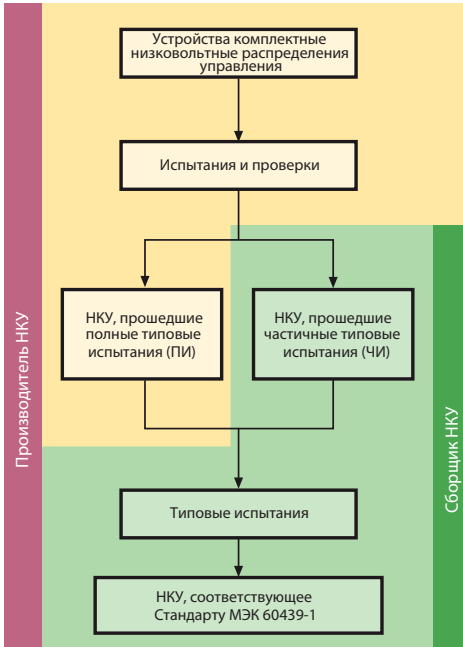 Устройства комплектные
низковольтные распределения
управления
Испытания и проверки
НКУ, прошедшие
полные типовые
испытания (ПИ)
НКУ, прошедшие
частичные типовые
испытания (ЧИ)
Производитель НКУ
Сборщик НКУ
Типовые испытания
НКУ, соответствующее
Стандарту МЭК 60439-1